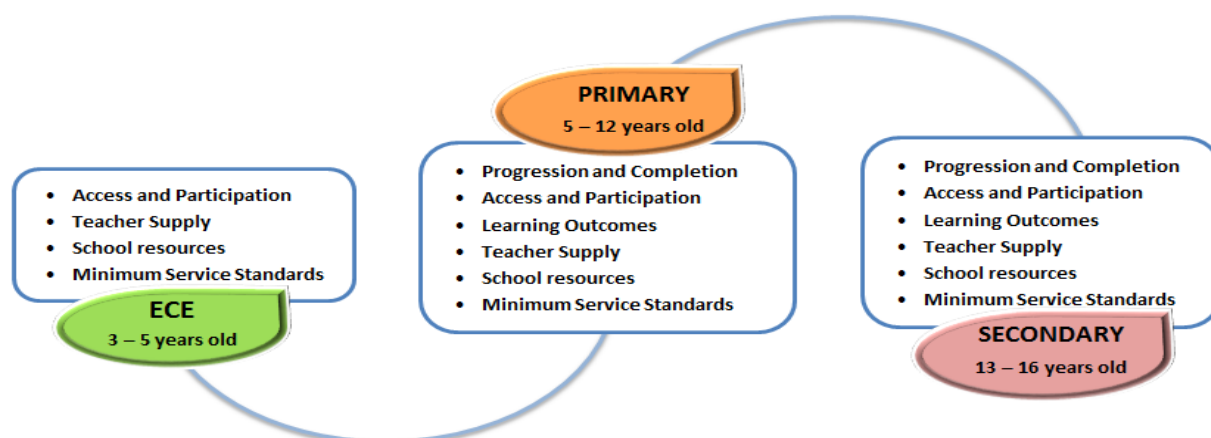 • Access and Participation
• Teacher Supply
• School resources
• Minimum Service Standards
ECE
3 – 5 years old
PRIMARY
5 – 12 years old
• Progression and Completion
• Access and Participation
• Learning Outcomes
• Teacher Supply
• School resources
• Minimum Service Standards
• Progression and Completion
• Access and Participation
• Learning Outcomes
• Teacher Supply
• School resources
• Minimum Service Standards
SECONDARY
13 – 16 years old